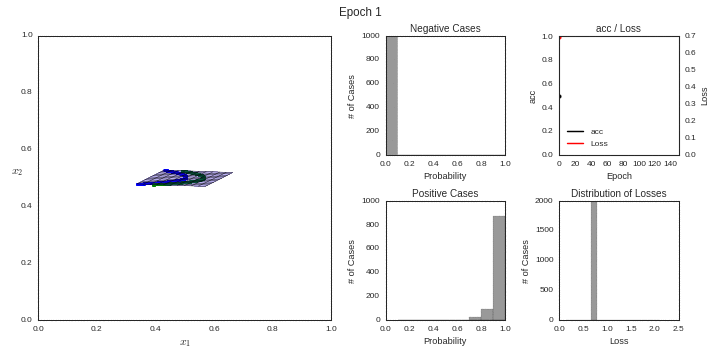 Epoch 1
1.0
0.8
0.6
x2
0.4
0.2
0.0
0.0 0.2 0.4 0.6 0.8 1.0
x1
Negative Cases
1000
800
600
400
200
0
# of Cases
0.0 0.2 0.4 0.6 0.8 1.0
Probability
acc / Loss
1.0
0.8
0.6
0.4
0.2
0.0
acc
0.7
0.6
0.5
0.4
0.3
0.2
0.1
0.0
Loss
acc
Loss
0 20 40 60 80 100 120 140
Epoch
Positive Cases
1000
800
600
400
200
0
# of Cases
0.0 0.2 0.4 0.6 0.8 1.0
Probability
Distribution of Losses
2000
1500
1000
500
0
# of Cases
0.0 0.5 1.0 1.5 2.0 2.5
Loss